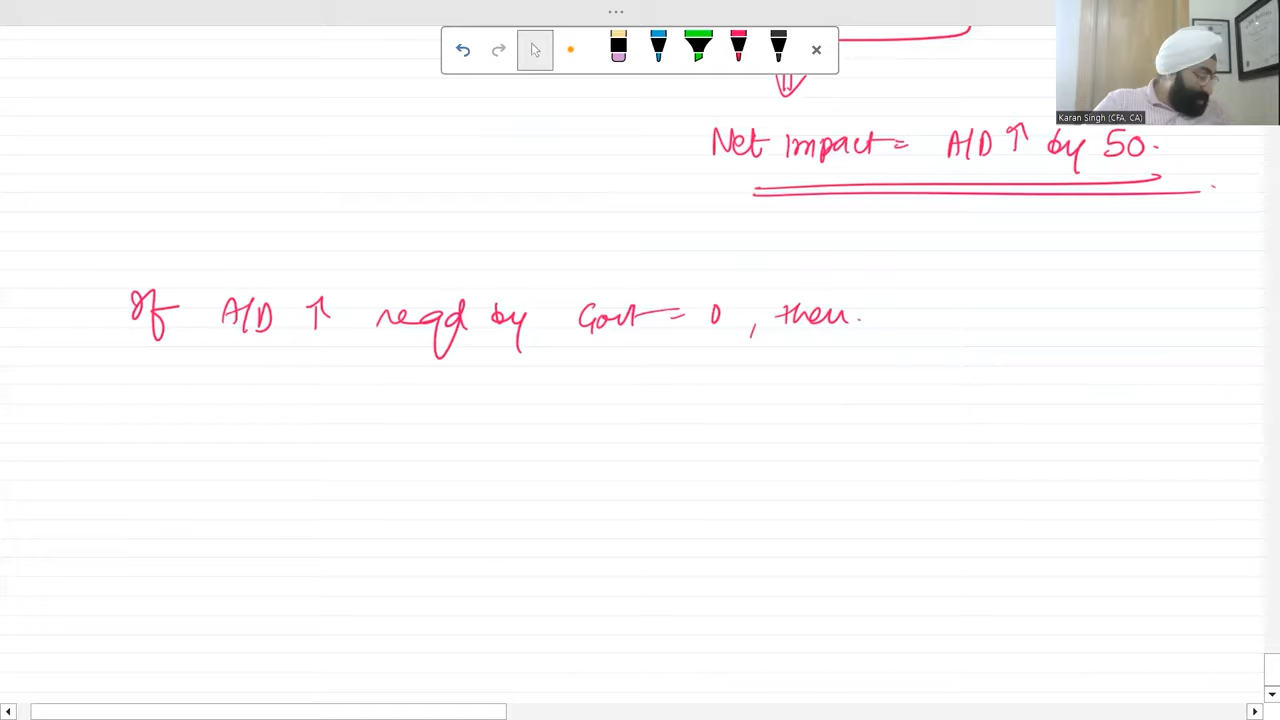 Karan Singh (CFA, CA)
Net impact = A/D ↑ by 50.
If A/D ↑ reqd by Govt = 0, then.